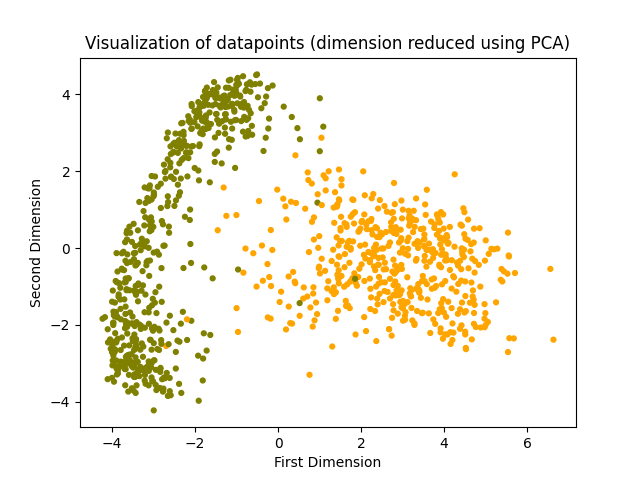 Visualization of datapoints (dimension reduced using PCA)
4
2
0
−2
−4
Second Dimension
−4 −2 0 2 4 6
First Dimension